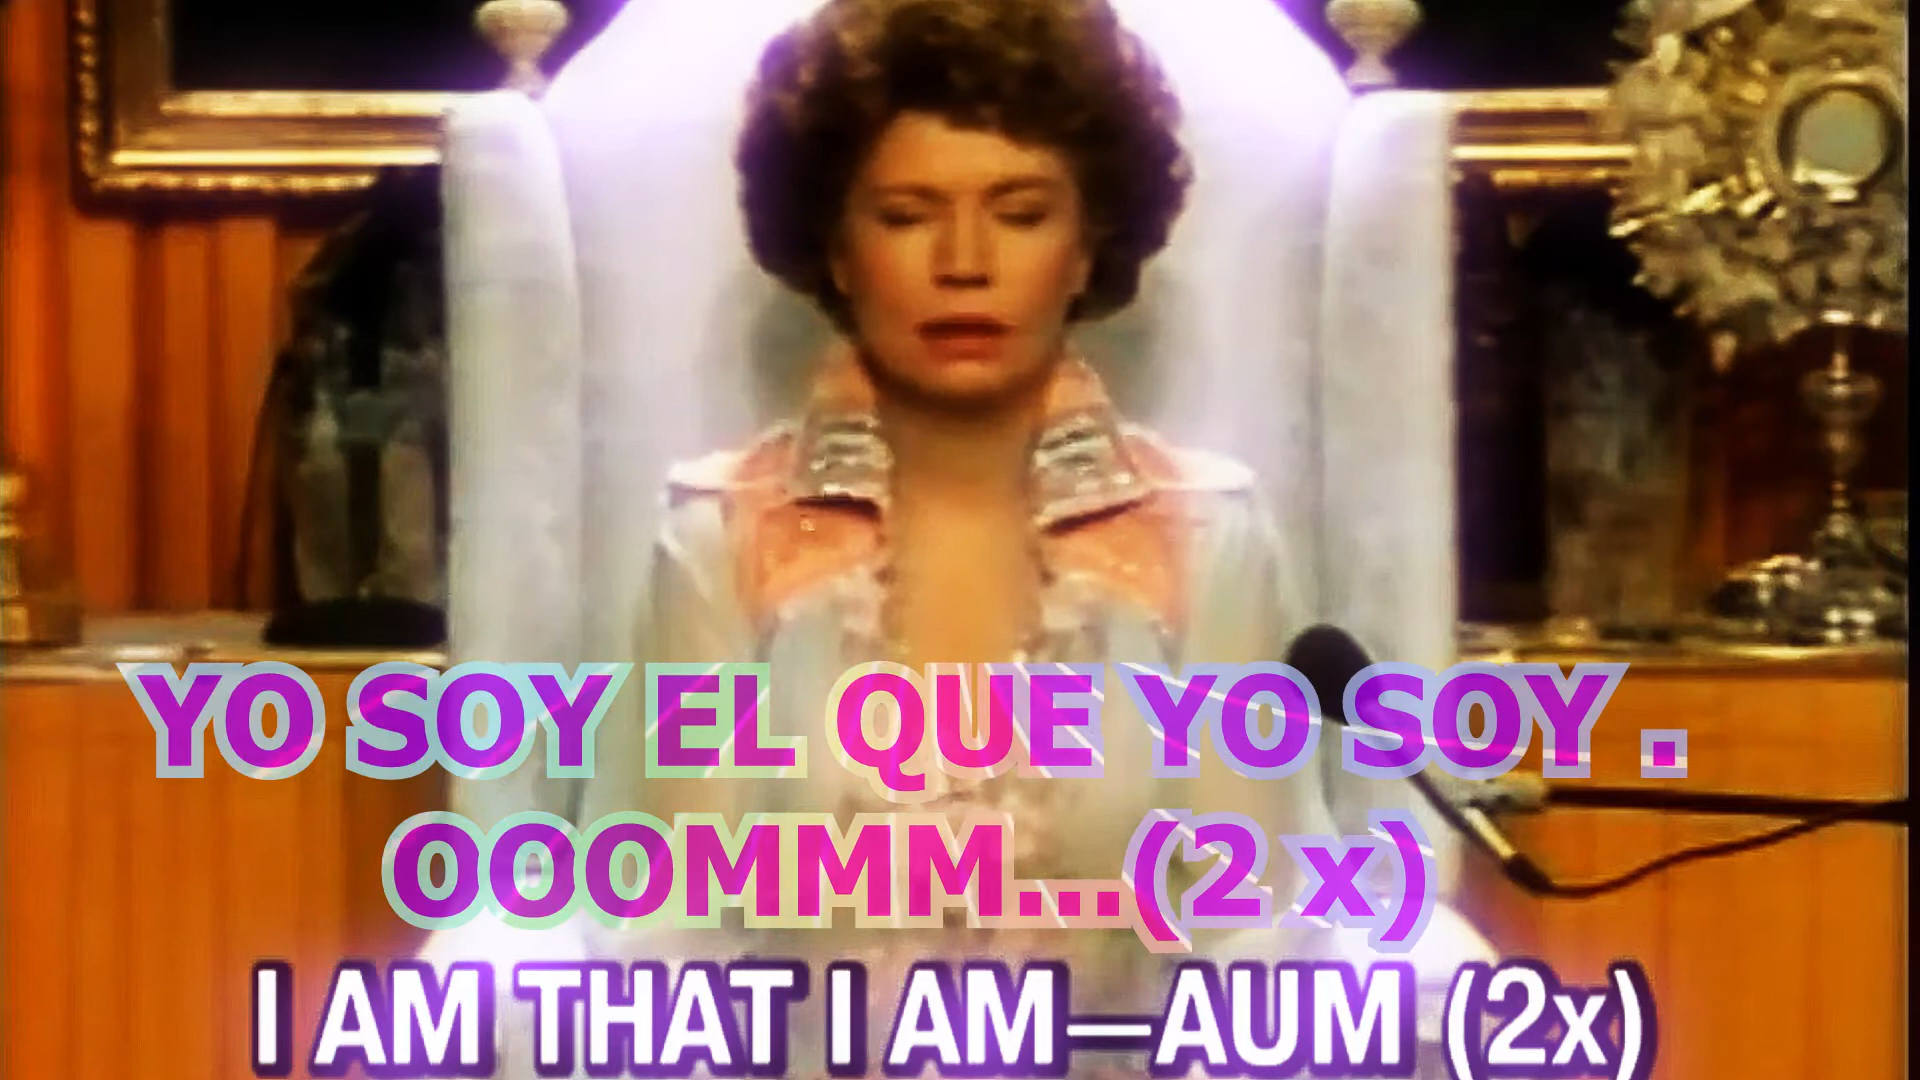 YO SOY EL QUE YO SOY .
OOOMMM...(2 x)
I AM THAT I AM—AUM (2x)